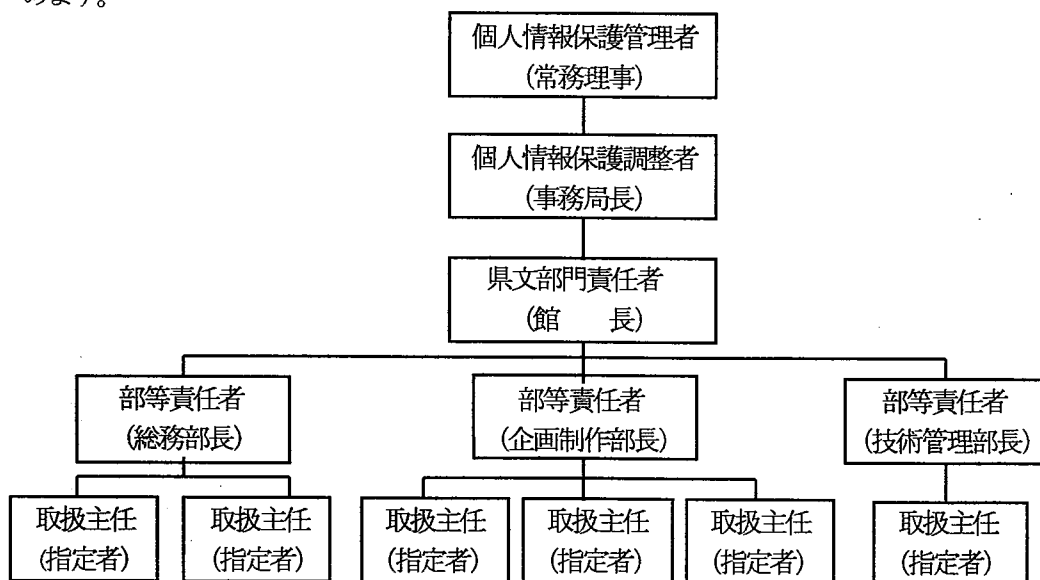 めます。
個人情報保護管理者
(常務理事)
個人情報保護調整者
(事務局長)
県文部門責任者
(館　　長)
部等責任者
(総務部長)
部等責任者
(企画制作部長)
部等責任者
(技術管理部長)
取扱主任
(指定者)
取扱主任
(指定者)
取扱主任
(指定者)
取扱主任
(指定者)
取扱主任
(指定者)
取扱主任
(指定者)